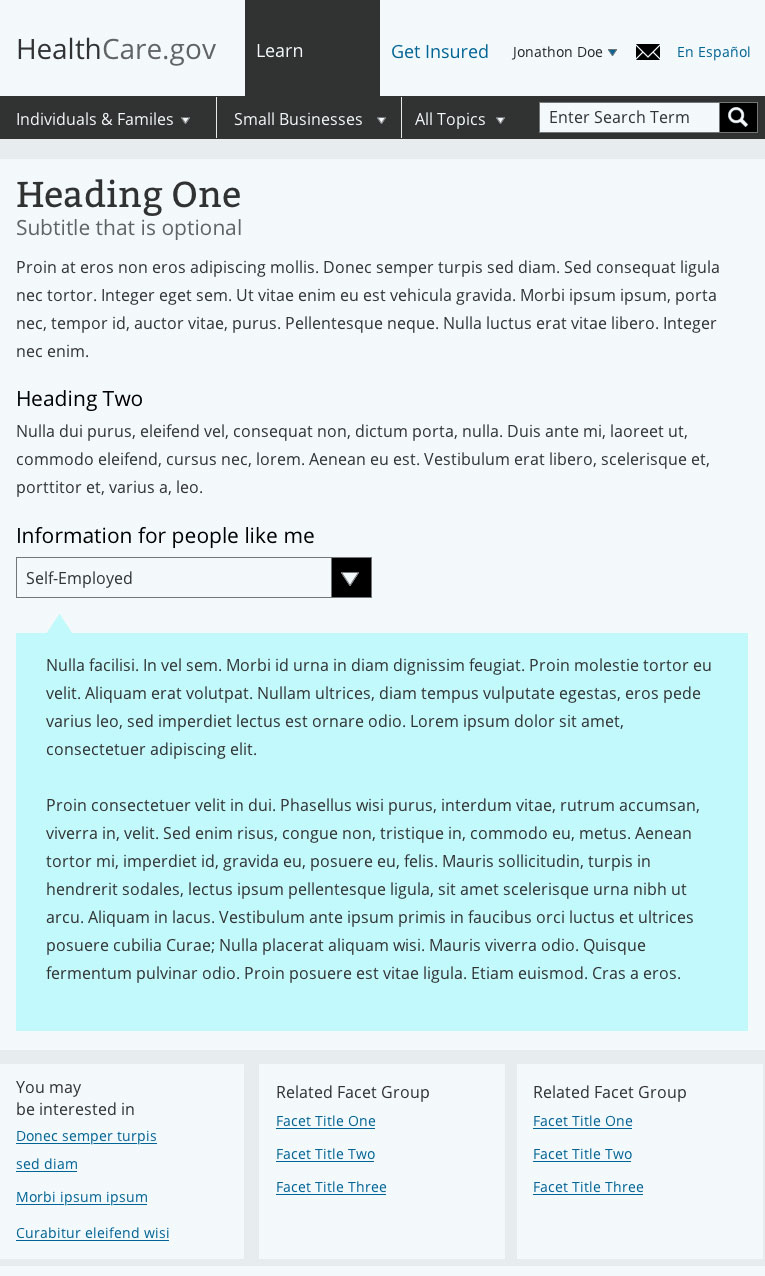 HealthCare.gov
Learn
Get Insured
Jonathon Doe
En Español
Individuals & Familes
Small Businesses
All Topics
Enter Search Term
Heading One
Subtitle that is optional
Proin at eros non eros adipiscing mollis. Donec semper turpis sed diam. Sed consequat ligula
nec tortor. Integer eget sem. Ut vitae enim eu est vehicula gravida. Morbi ipsum ipsum, porta
nec, tempor id, auctor vitae, purus. Pellentesque neque. Nulla luctus erat vitae libero. Integer
nec enim.
Heading Two
Nulla dui purus, eleifend vel, consequat non, dictum porta, nulla. Duis ante mi, laoreet ut,
commodo eleifend, cursus nec, lorem. Aenean eu est. Vestibulum erat libero, scelerisque et,
porttitor et, varius a, leo.
Information for people like me
Self-Employed
Nulla facilisi. In vel sem. Morbi id urna in diam dignissim feugiat. Proin molestie tortor eu
velit. Aliquam erat volutpat. Nullam ultrices, diam tempus vulputate egestas, eros pede
varius leo, sed imperdiet lectus est ornare odio. Lorem ipsum dolor sit amet,
consectetuer adipiscing elit.
Proin consectetuer velit in dui. Phasellus wisi purus, interdum vitae, rutrum accumsan,
viverra in, velit. Sed enim risus, congue non, tristique in, commodo eu, metus. Aenean
tortor mi, imperdiet id, gravida eu, posuere eu, felis. Mauris sollicitudin, turpis in
hendrerit sodales, lectus ipsum pellentesque ligula, sit amet scelerisque urna nibh ut
arcu. Aliquam in lacus. Vestibulum ante ipsum primis in faucibus orci luctus et ultrices
posuere cubilia Curae; Nulla placerat aliquam wisi. Mauris viverra odio. Quisque
fermentum pulvinar odio. Proin posuere est vitae ligula. Etiam euismod. Cras a eros.
You may
be interested in
Donec semper turpis
sed diam
Morbi ipsum ipsum
Curabitur eleifend wisi
Related Facet Group
Facet Title One
Facet Title Two
Facet Title Three
Related Facet Group
Facet Title One
Facet Title Two
Facet Title Three